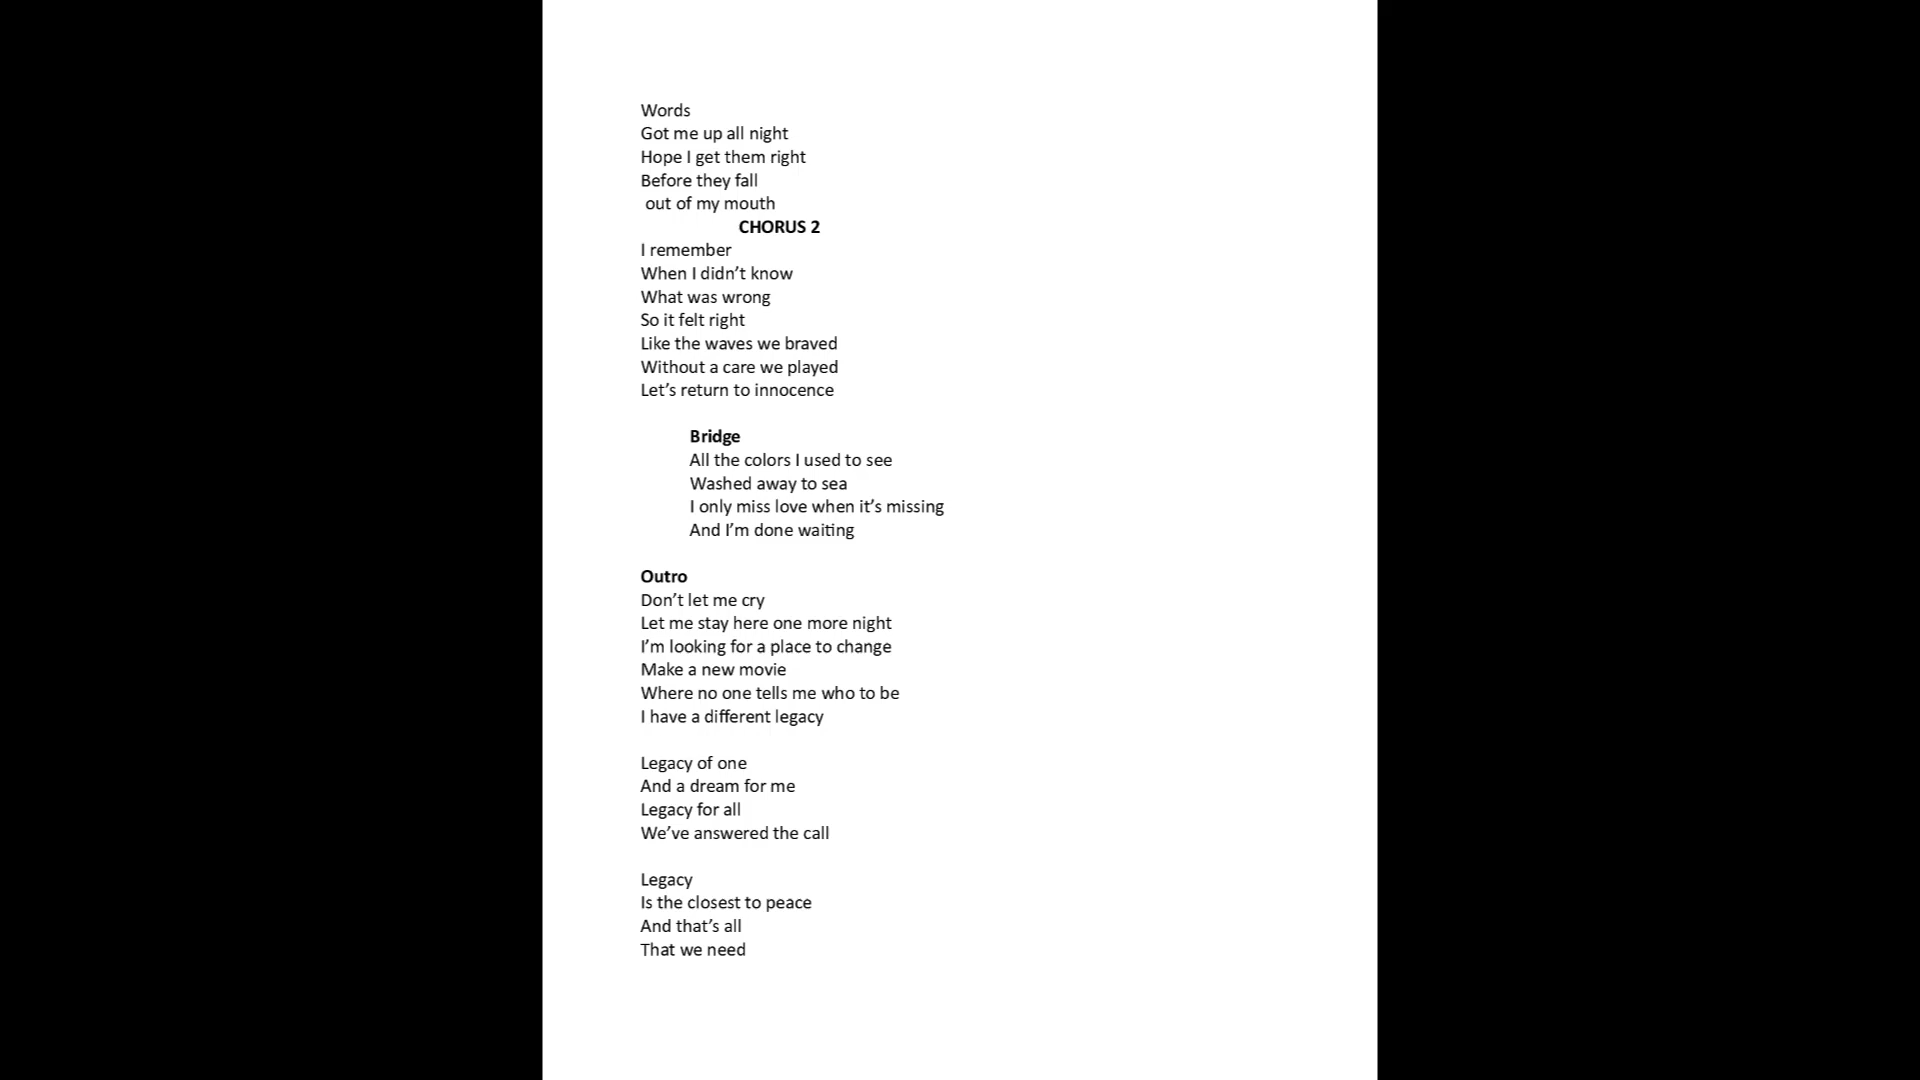 Words
Got me up all night
Hope I get them right
Before they fall
out of my mouth
CHORUS 2
I remember
When I didn’t know
What was wrong
So it felt right
Like the waves we braved
Without a care we played
Let’s return to innocence
Bridge
All the colors I used to see
Washed away to sea
I only miss love when it’s missing
And I’m done waiting
Outro
Don’t let me cry
Let me stay here one more night
I’m looking for a place to change
Make a new movie
Where no one tells me who to be
I have a different legacy
Legacy of one
And a dream for me
Legacy for all
We’ve answered the call
Legacy
Is the closest to peace
And that’s all
That we need